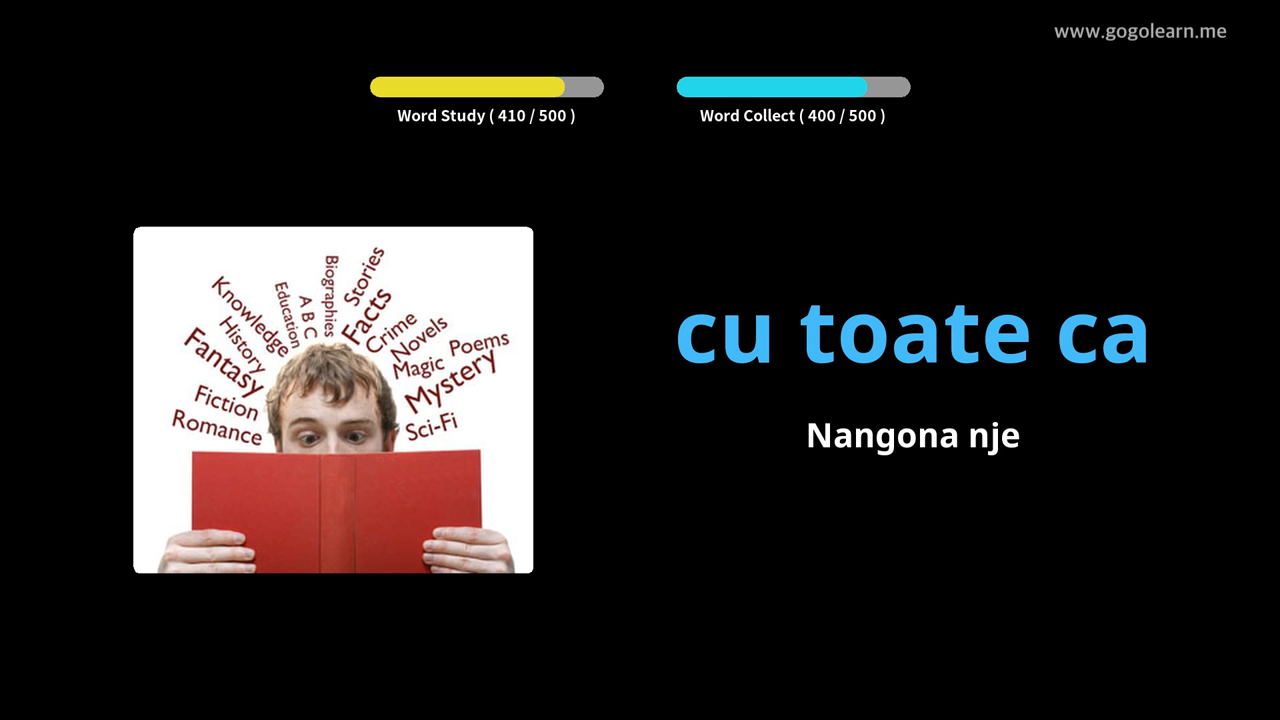 www.gogolearn.me
Word Study ( 410 / 500 )
Word Collect ( 400 / 500 )
Knowledge
History
Fantasy
Fiction
Romance
Education
A B C
Biographies
Stories
Facts
Crime
Novels
Magic
Poems
Mystery
Sci-Fi
cu toate ca
Nangona nje